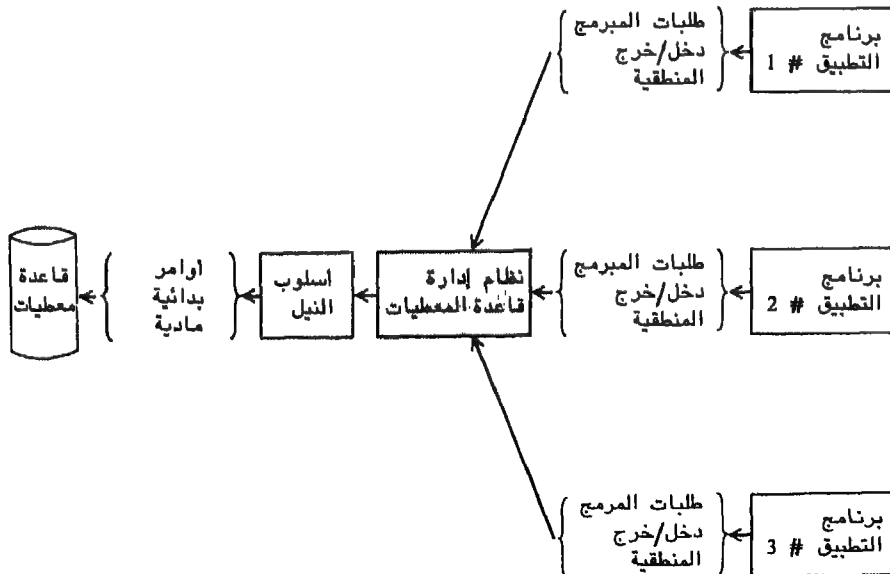 برنامج
التطبيق # 1
طلبات المبرمج
دخل/خرج
المنطقية
برنامج
التطبيق # 2
طلبات المبرمج
دخل/خرج
المنطقية
نظام إدارة
قاعدة المعطيات
اسلوب
النيل
أوامر
بدائية
مادية
قاعدة
معطيات
برنامج
التطبيق # 3
طلبات المرمج
دخل/خرج
المنطقية